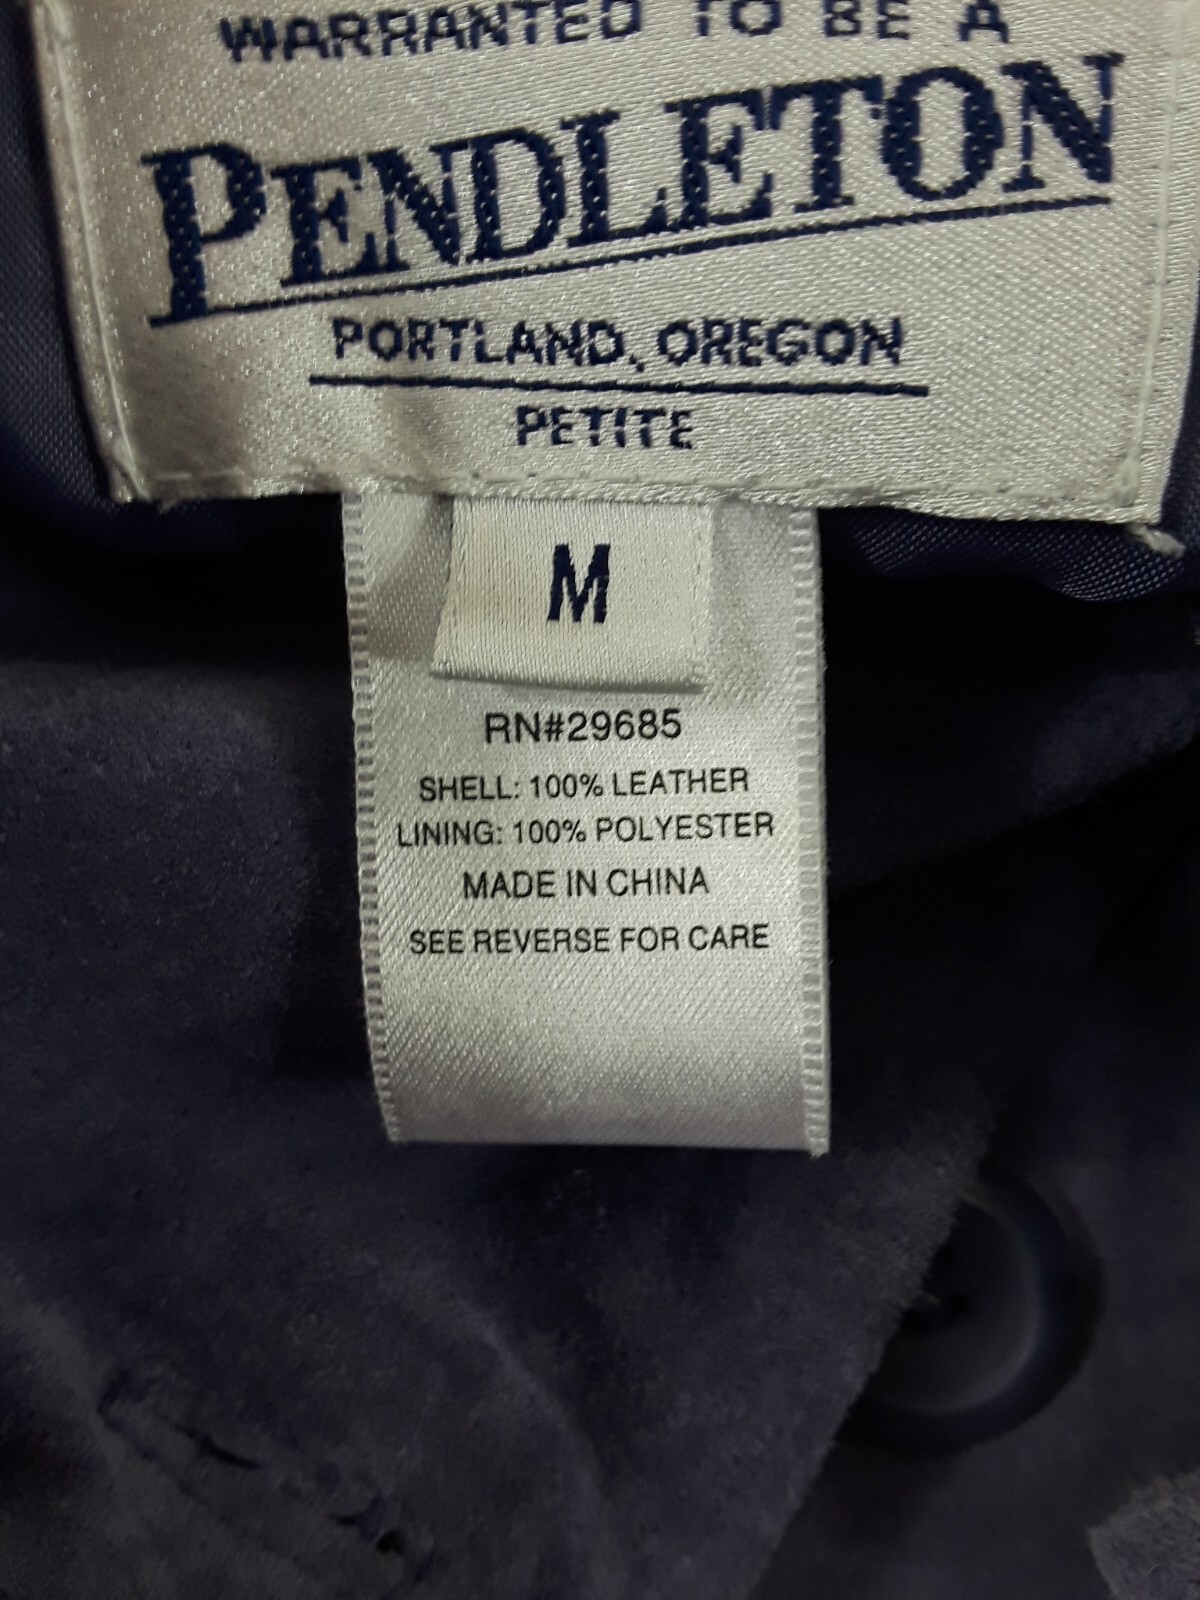 WARRANTED TO BE A
PENDLETON
PORTLAND, OREGON
PETITE
M
RN#29685
SHELL: 100% LEATHER
LINING: 100% POLYESTER
MADE IN CHINA
SEE REVERSE FOR CARE